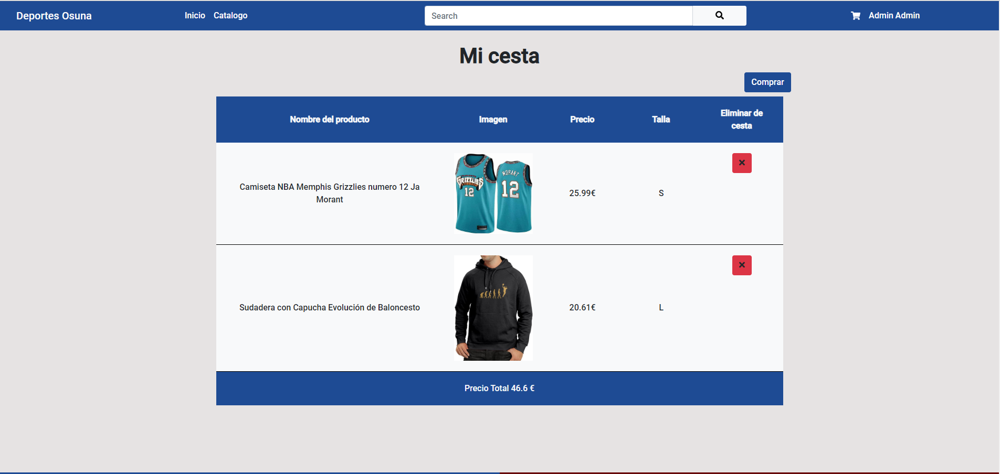 Deportes Osuna
Inicio
Catalogo
Search
Admin Admin
Mi cesta
Comprar
Nombre del producto
Imagen
Precio
Talla
Eliminar de
cesta
Camiseta NBA Memphis Grizzlies numero 12 Ja
Morant
GRIZZLIES
12
MORANT
12
25.99€
S
Sudadera con Capucha Evolución de Baloncesto
20.61€
L
Precio Total 46.6 €